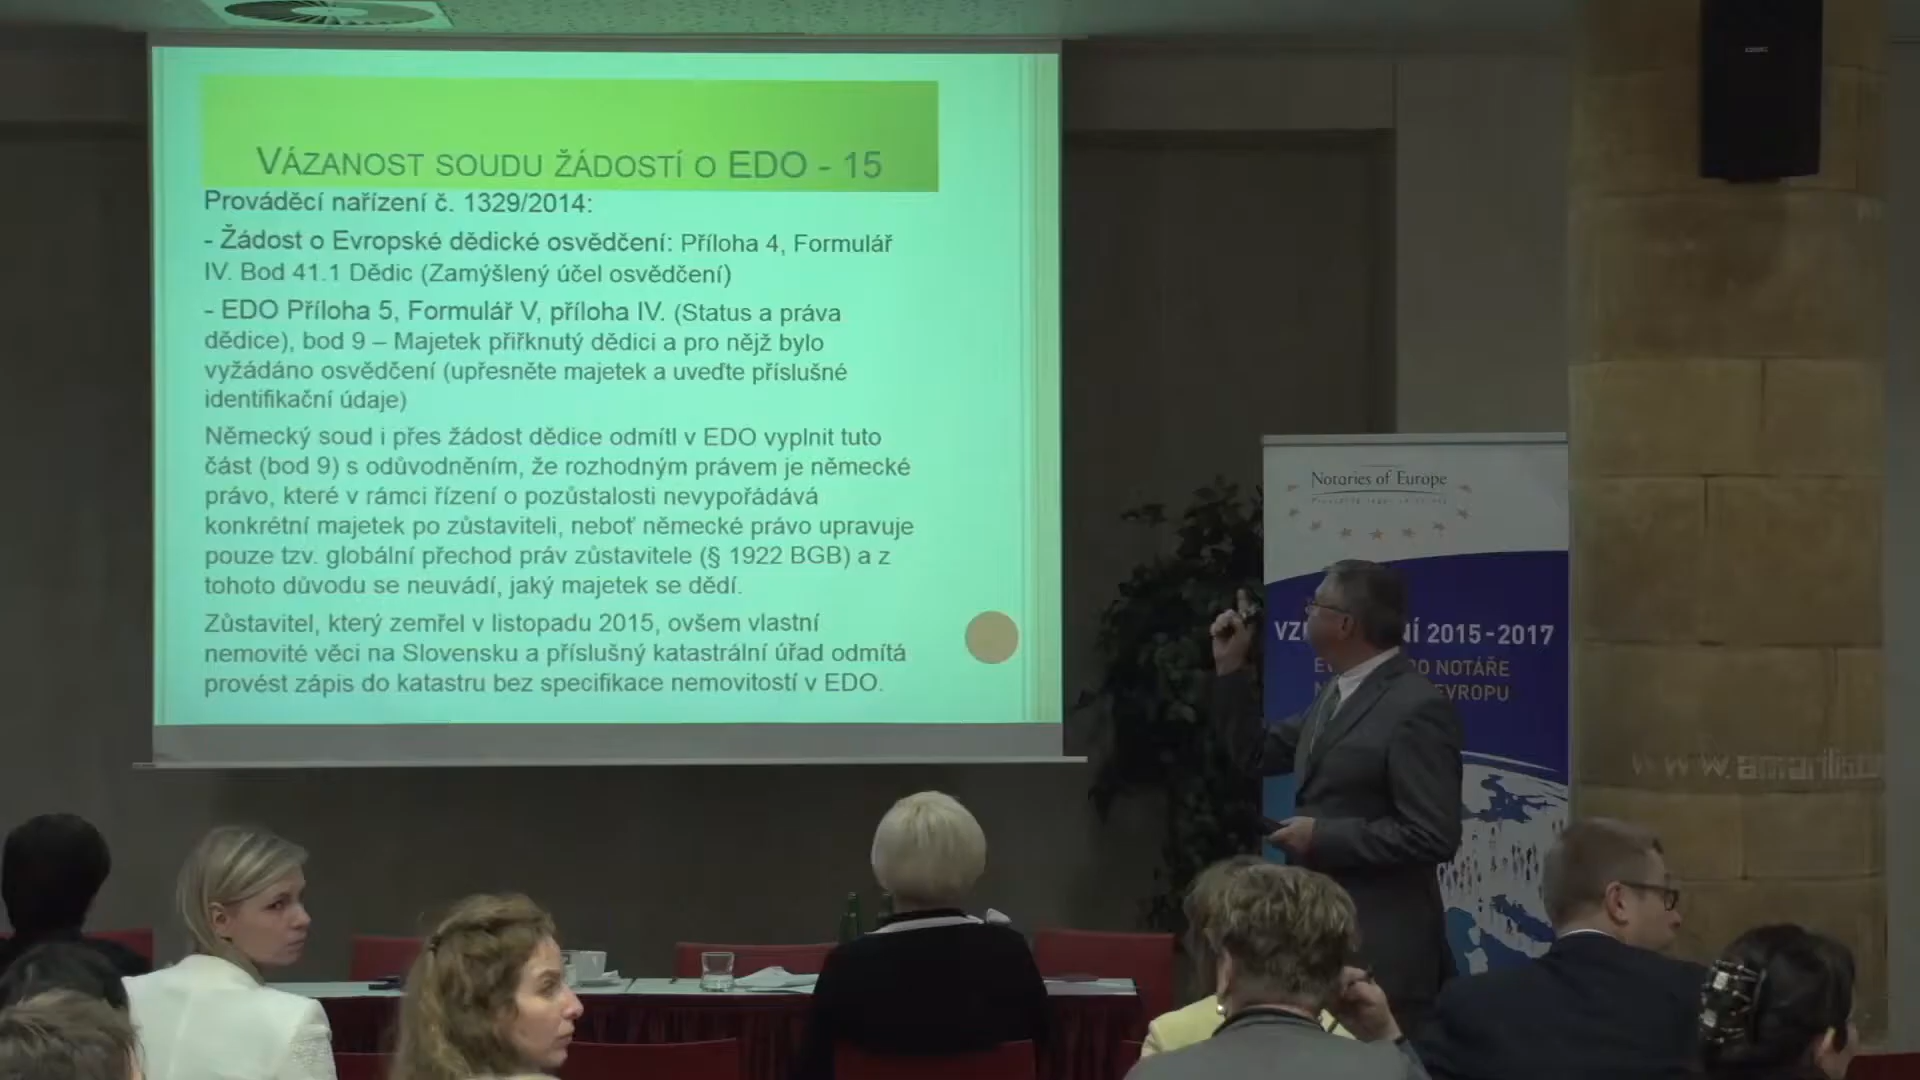 VÁZANOST SOUDU ŽÁDOSTÍ O EDO - 15
Prováděcí nařízení č. 1329/2014:
- Žádost o Evropské dědické osvědčení: Příloha 4, Formulář
IV. Bod 41.1 Dědic (Zamýšlený účel osvědčení)
- EDO Příloha 5, Formulář V, příloha IV. (Status a práva
dědice), bod 9 – Majetek přiřknutý dědici a pro nějž bylo
vyžádáno osvědčení (upřesněte majetek a uveďte příslušné
identifikační údaje)
Německý soud i přes žádost dědice odmítl v EDO vyplnit tuto
část (bod 9) s odůvodněním, že rozhodným právem je německé
právo, které v rámci řízení o pozůstalosti nevypořádává
konkrétní majetek po zůstaviteli, neboť německé právo upravuje
pouze tzv. globální přechod práv zůstavitele (§ 1922 BGB) a z
tohoto důvodu se neuvádí, jaký majetek se dědí.
Zůstavitel, který zemřel v listopadu 2015, ovšem vlastní
nemovité věci na Slovensku a příslušný katastrální úřad odmítá
provést zápis do katastru bez specifikace nemovitostí v EDO.
Notaries of Europe
2015-2017
NOTÁŘE
EVROPU